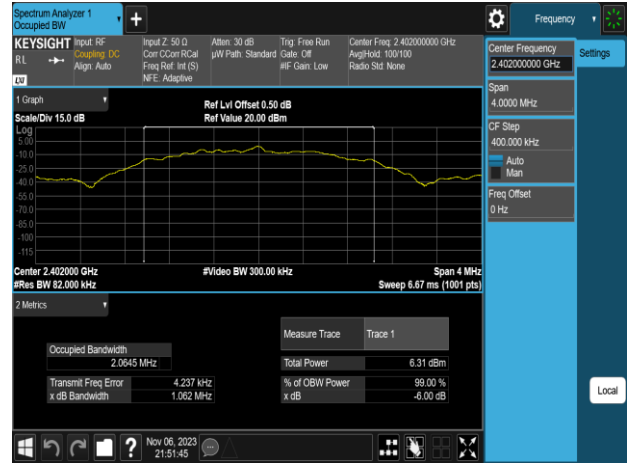 Spectrum Analyzer 1
Occupied BW
Frequency
KEYSIGHT
RL
LXI
Input: RF
Coupling: DC
Align: Auto
Input Z: 50 Ω
Corr CCorr RCal
Freq Ref: Int (S)
NFE: Adaptive
Atten: 30 dB
µW Path: Standard
Trig: Free Run
Gate: Off
#IF Gain: Low
Center Freq: 2.402000000 GHz
Avg|Hold: 100/100
Radio Std: None
Center Frequency
2.402000000 GHz
Settings
Span
4.0000 MHz
CF Step
400.000 kHz
Auto
Man
Freq Offset
0 Hz
Local
1 Graph
Scale/Div 15.0 dB
Ref Lvl Offset 0.50 dB
Ref Value 20.00 dBm
Log
5.00
-10.0
-25.0
-40.0
-55.0
-70.0
-85.0
-100
-115
Center 2.402000 GHz
#Res BW 82.000 kHz
#Video BW 300.00 kHz
Span 4 MHz
Sweep 6.67 ms (1001 pts)
2 Metrics
Measure Trace
Trace 1
Occupied Bandwidth
2.0645 MHz
Total Power
6.31 dBm
Transmit Freq Error
4.237 kHz
% of OBW Power
99.00 %
x dB Bandwidth
1.062 MHz
x dB
-6.00 dB
?
Nov 06, 2023
21:51:45